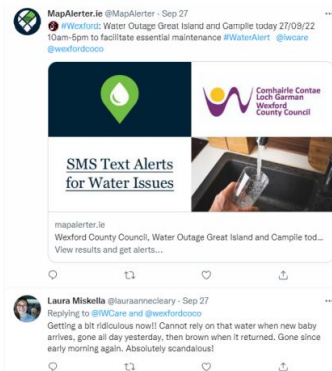 MapAlerter.ie @MapAlerter · Sep 27
#Wexford: Water Outage Great Island and Campile today 27/09/22
10am-5pm to facilitate essential maintenance #WaterAlert @iwcare
@wexfordcoco
Comhairle Contae
Loch Garman
Wexford
County Council
SMS Text Alerts
for Water Issues
mapalerter.ie
Wexford County Council, Water Outage Great Island and Campile tod...
View results and get alerts...
Laura Miskella @lauraannecleary · Sep 27
Replying to @IWCare and @wexfordcoco
Getting a bit ridiculous now!! Cannot rely on that water when new baby
arrives, gone all day yesterday, then brown when it returned. Gone since
early morning again. Absolutely scandalous!